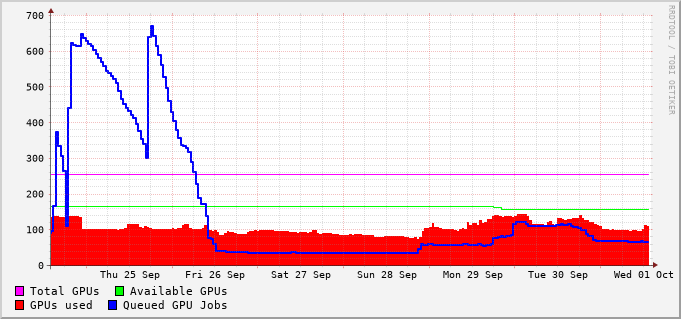 RRDTOOL / TOBI OETIKER
700
600
500
400
300
200
100
0
Thu 25 Sep Fri 26 Sep Sat 27 Sep Sun 28 Sep Mon 29 Sep Tue 30 Sep Wed 01 Oct
Total GPUs Available GPUs
GPUs used Queued GPU Jobs